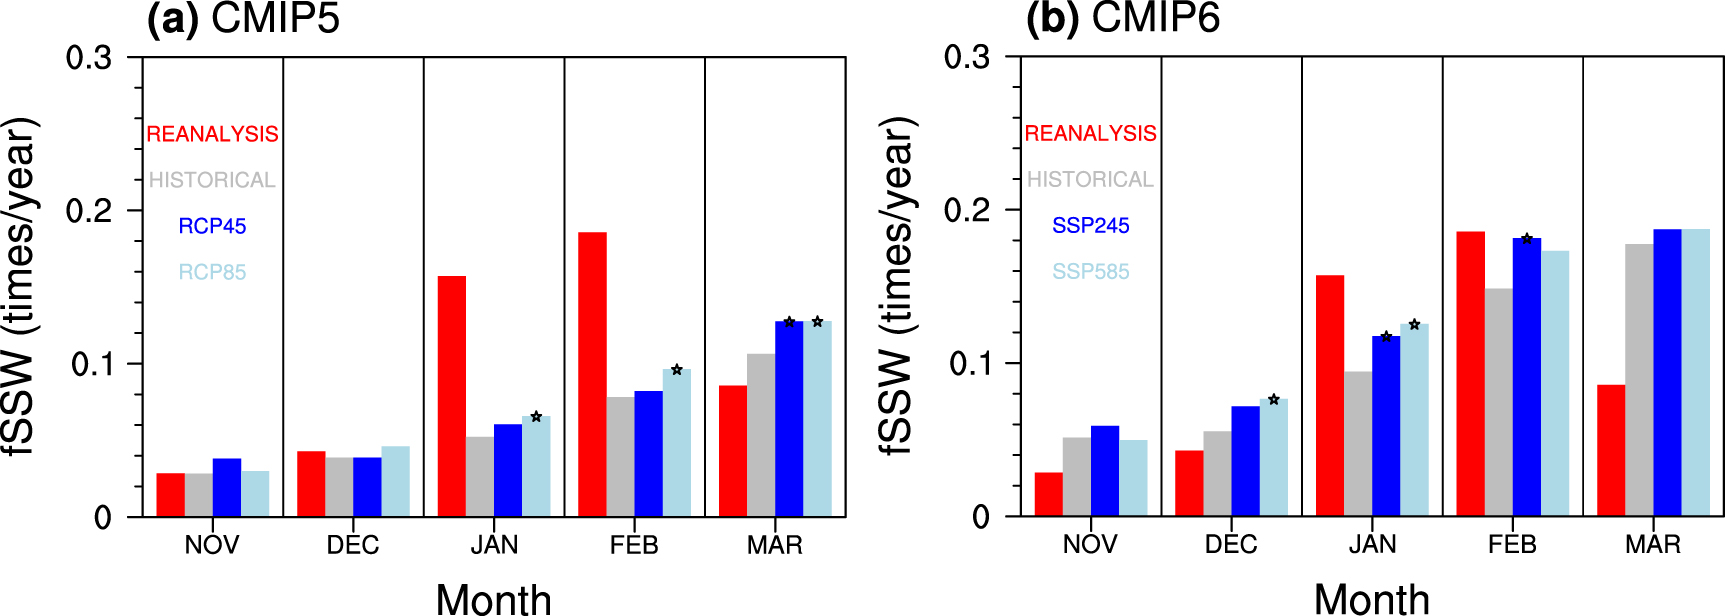 (a) CMIP5
fSSW (times/year)
0.3
0.2
0.1
0
REANALYSIS
HISTORICAL
RCP45
RCP85
NOV DEC JAN FEB MAR
Month
(b) CMIP6
fSSW (times/year)
0.3
0.2
0.1
0
REANALYSIS
HISTORICAL
SSP245
SSP585
NOV DEC JAN FEB MAR
Month